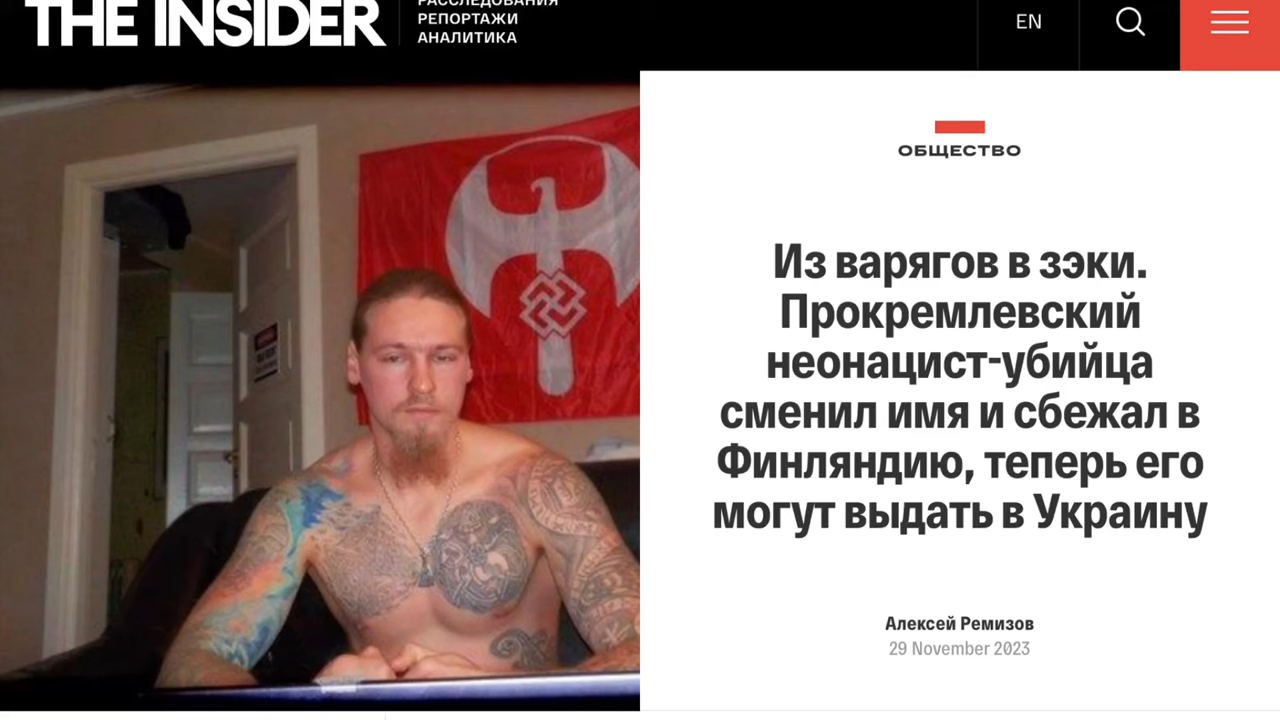 THE INSIDER
РАССЛЕДОВАНИЯ
РЕПОРТАЖИ
АНАЛИТИКА
EN
ОБЩЕСТВО
Из варягов в зэки.
Прокремлевский
неонацист-убийца
сменил имя и сбежал в
Финляндию, теперь его
могут выдать в Украину
Алексей Ремизов
29 November 2023